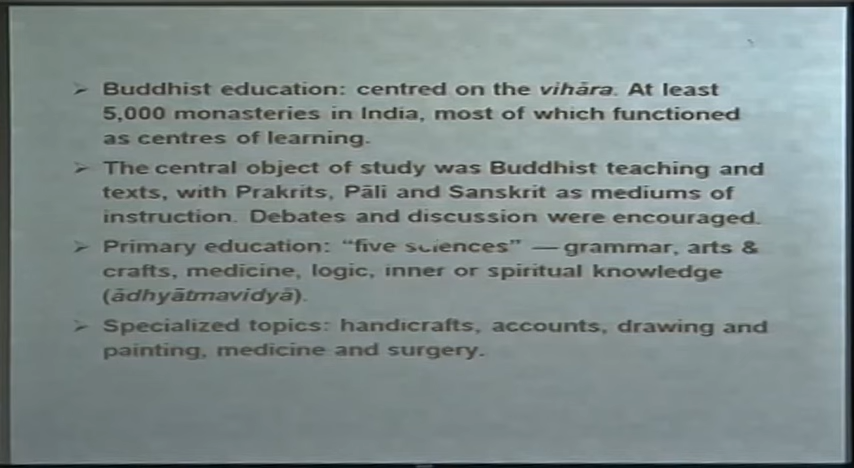 ➢ Buddhist education: centred on the vihāra. At least
5,000 monasteries in India, most of which functioned
as centres of learning.
➢ The central object of study was Buddhist teaching and
texts, with Prakrits, Pāli and Sanskrit as mediums of
instruction. Debates and discussion were encouraged.
➢ Primary education: “five sciences” — grammar, arts &
crafts, medicine, logic, inner or spiritual knowledge
(ādhyātmavidyā).
➢ Specialized topics: handicrafts, accounts, drawing and
painting, medicine and surgery.